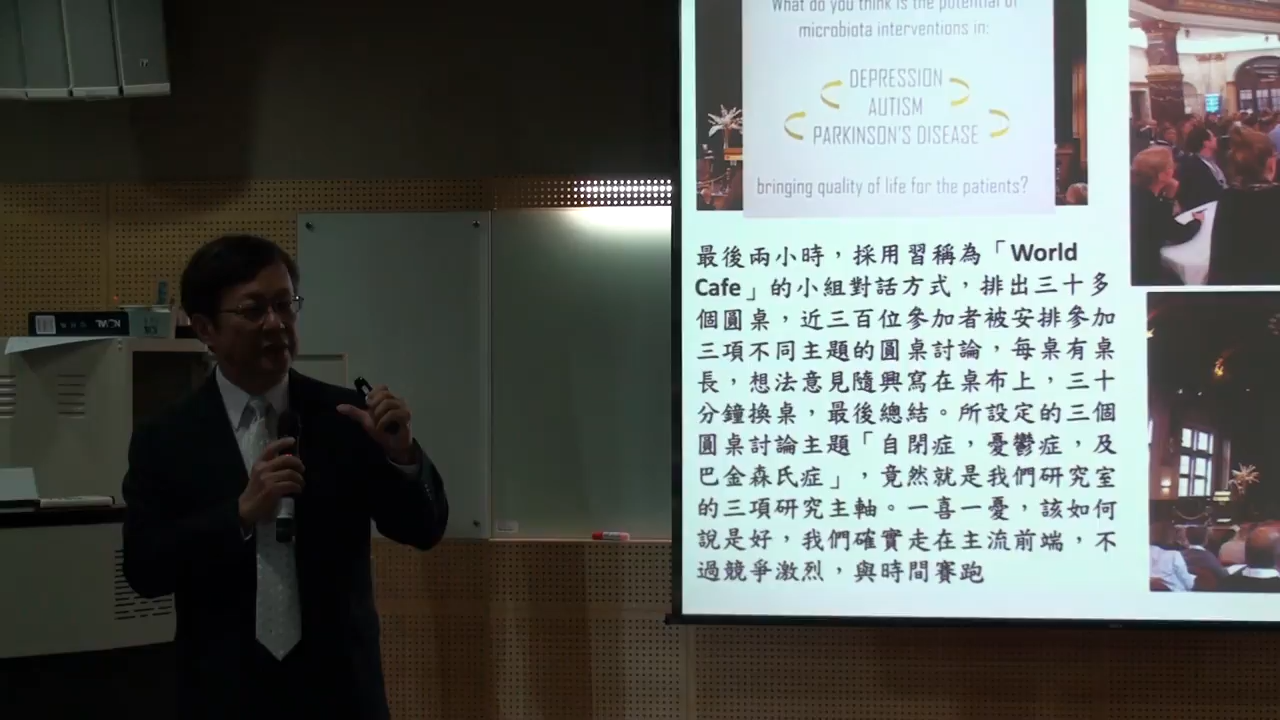 What do you think is the potential of
microbiota interventions in:
DEPRESSION
AUTISM
PARKINSON'S DISEASE
bringing quality of life for the patients?
最後兩小時，採用習稱為「World
Cafe」的小組對話方式，排出三十多
個圓桌，近三百位參加者被安排參加
三項不同主題的圓桌討論，每桌有桌
長，想法意見隨興寫在桌布上，三十
分鐘換桌，最後總結。所設定的三個
圓桌討論主題「自閉症，憂鬱症，及
巴金森氏症」，竟然就是我們研究室
的三項研究主軸。一喜一憂，該如何
說是好，我們確實走在主流前端，不
過競爭激烈，與時間賽跑